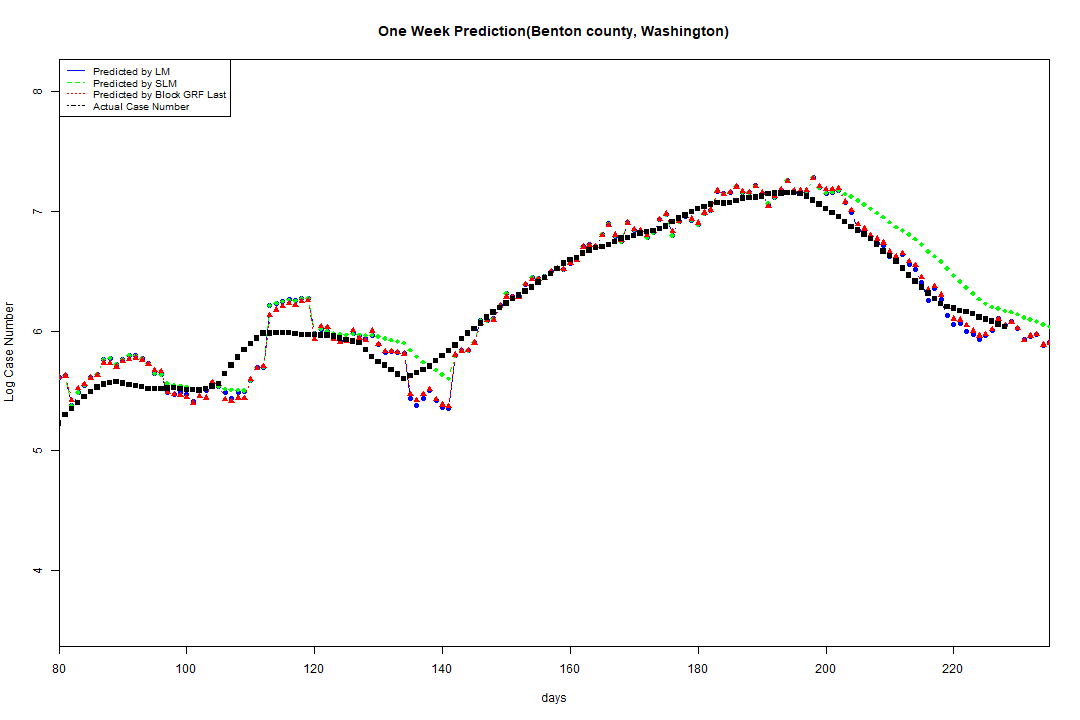 One Week Prediction(Benton county, Washington)
Predicted by LM
Predicted by SLM
Predicted by Block GRF Last
Actual Case Number
8
7
6
5
4
Log Case Number
80 100 120 140 160 180 200 220
days